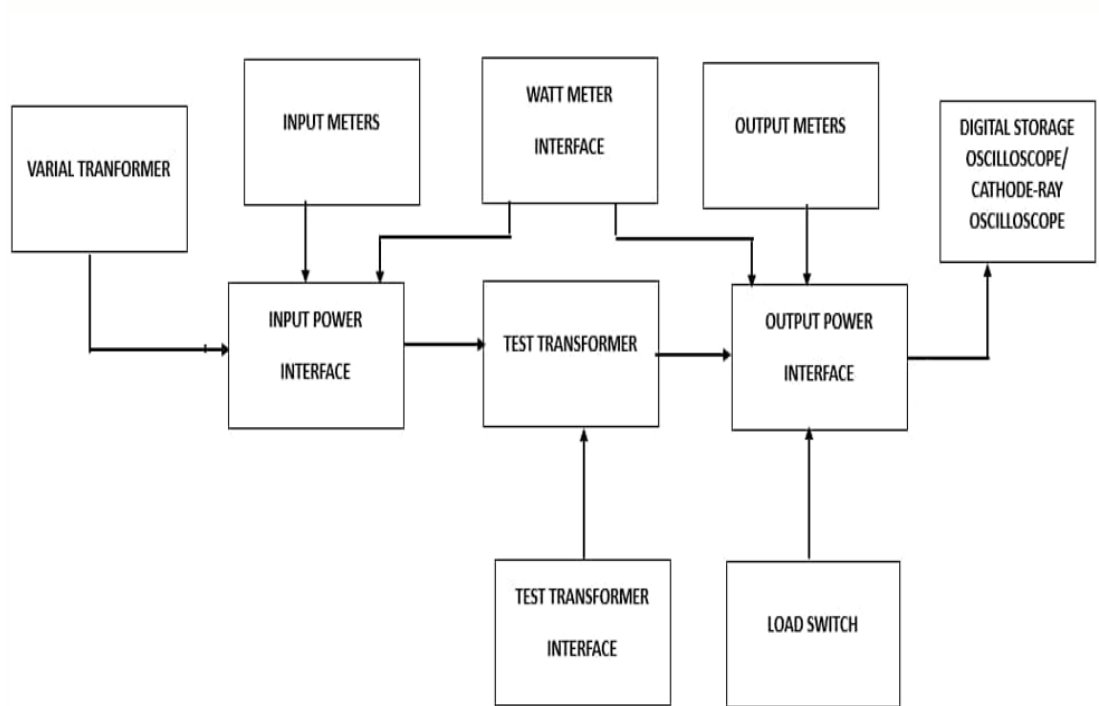 VARIAL TRANFORMER
INPUT METERS
WATT METER
INTERFACE
OUTPUT METERS
DIGITAL STORAGE
OSCILLOSCOPE/
CATHODE-RAY
OSCILLOSCOPE
INPUT POWER
INTERFACE
TEST TRANSFORMER
OUTPUT POWER
INTERFACE
TEST TRANSFORMER
INTERFACE
LOAD SWITCH